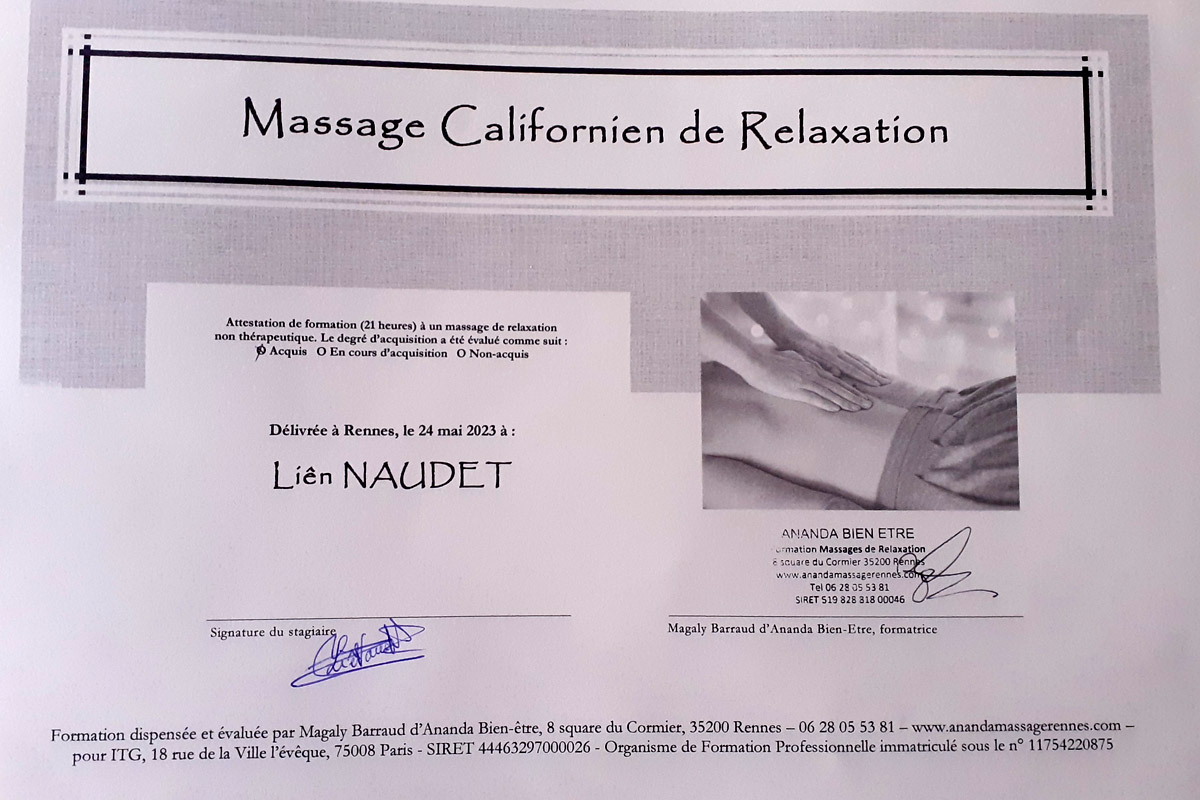 Massage Californien de Relaxation
Attestation de formation (21 heures) à un massage de relaxation
non thérapeutique. Le degré d'acquisition a été évalué comme suit :
O Acquis O En cours d'acquisition O Non-acquis
Délivrée à Rennes, le 24 mai 2023 à :
Liên NAUDET
ANANDA BIEN ETRE
Massages de Relaxation
square du Cormier 35200 Rennes
www.anandamassagerennes.com
Tel 06 28 05 53 81
SIRET 519 828 318 00046
Signature du stagiaire
Magaly Barraud d'Ananda Bien-Etre, formatrice
Formation dispensée et évaluée par Magaly Barraud d'Ananda Bien-être, 8 square du Cormier, 35200 Rennes – 06 28 05 53 81 – www.anandamassagerennes.com –
pour ITG, 18 rue de la Ville l'évêque, 75008 Paris - SIRET 44463297000026 - Organisme de Formation Professionnelle immatriculé sous le n° 11754220875